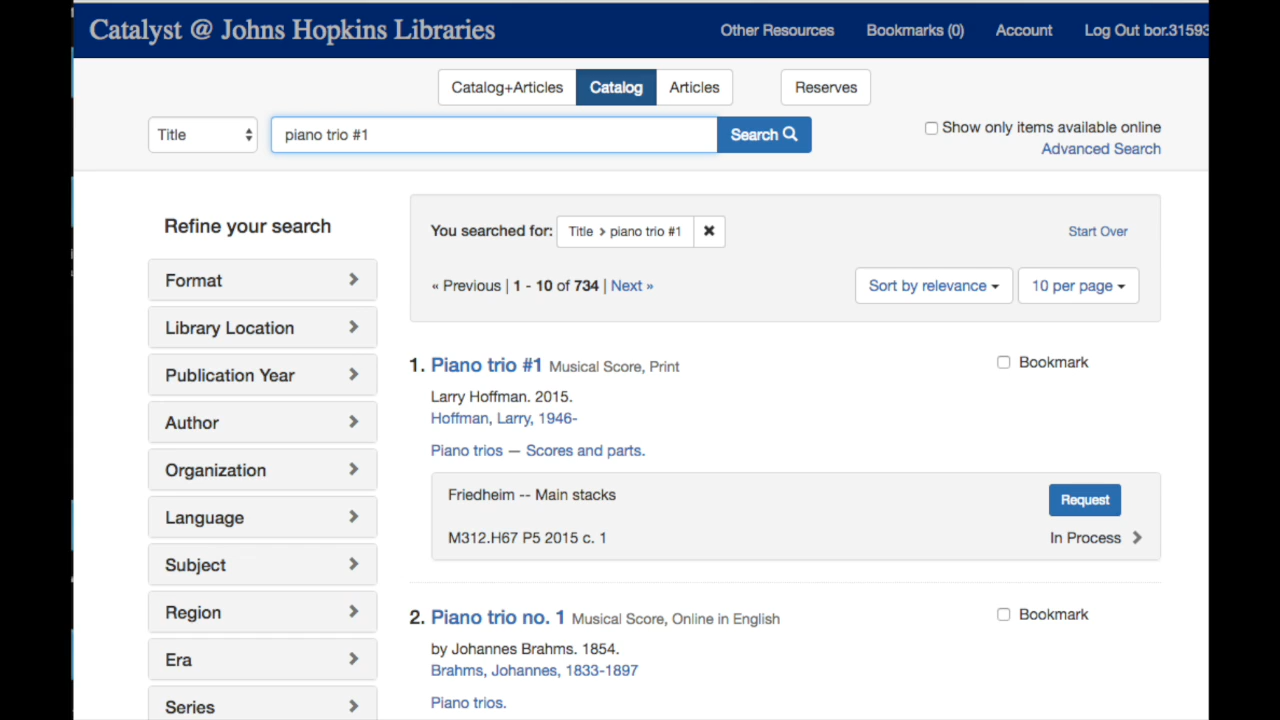 Catalyst @ Johns Hopkins Libraries
Other Resources Bookmarks (0) Account Log Out bor.31593
Catalog+Articles Catalog Articles Reserves
Title piano trio #1 Search
Show only items available online
Advanced Search
Refine your search
Format
Library Location
Publication Year
Author
Organization
Language
Subject
Region
Era
Series
You searched for: Title > piano trio #1 ✖ Start Over
« Previous | 1 - 10 of 734 | Next » Sort by relevance 10 per page
1. Piano trio #1 Musical Score, Print Bookmark
Larry Hoffman. 2015.
Hoffman, Larry, 1946-
Piano trios — Scores and parts.
Friedheim -- Main stacks Request
M312.H67 P5 2015 c. 1 In Process
2. Piano trio no. 1 Musical Score, Online in English Bookmark
by Johannes Brahms. 1854.
Brahms, Johannes, 1833-1897
Piano trios.